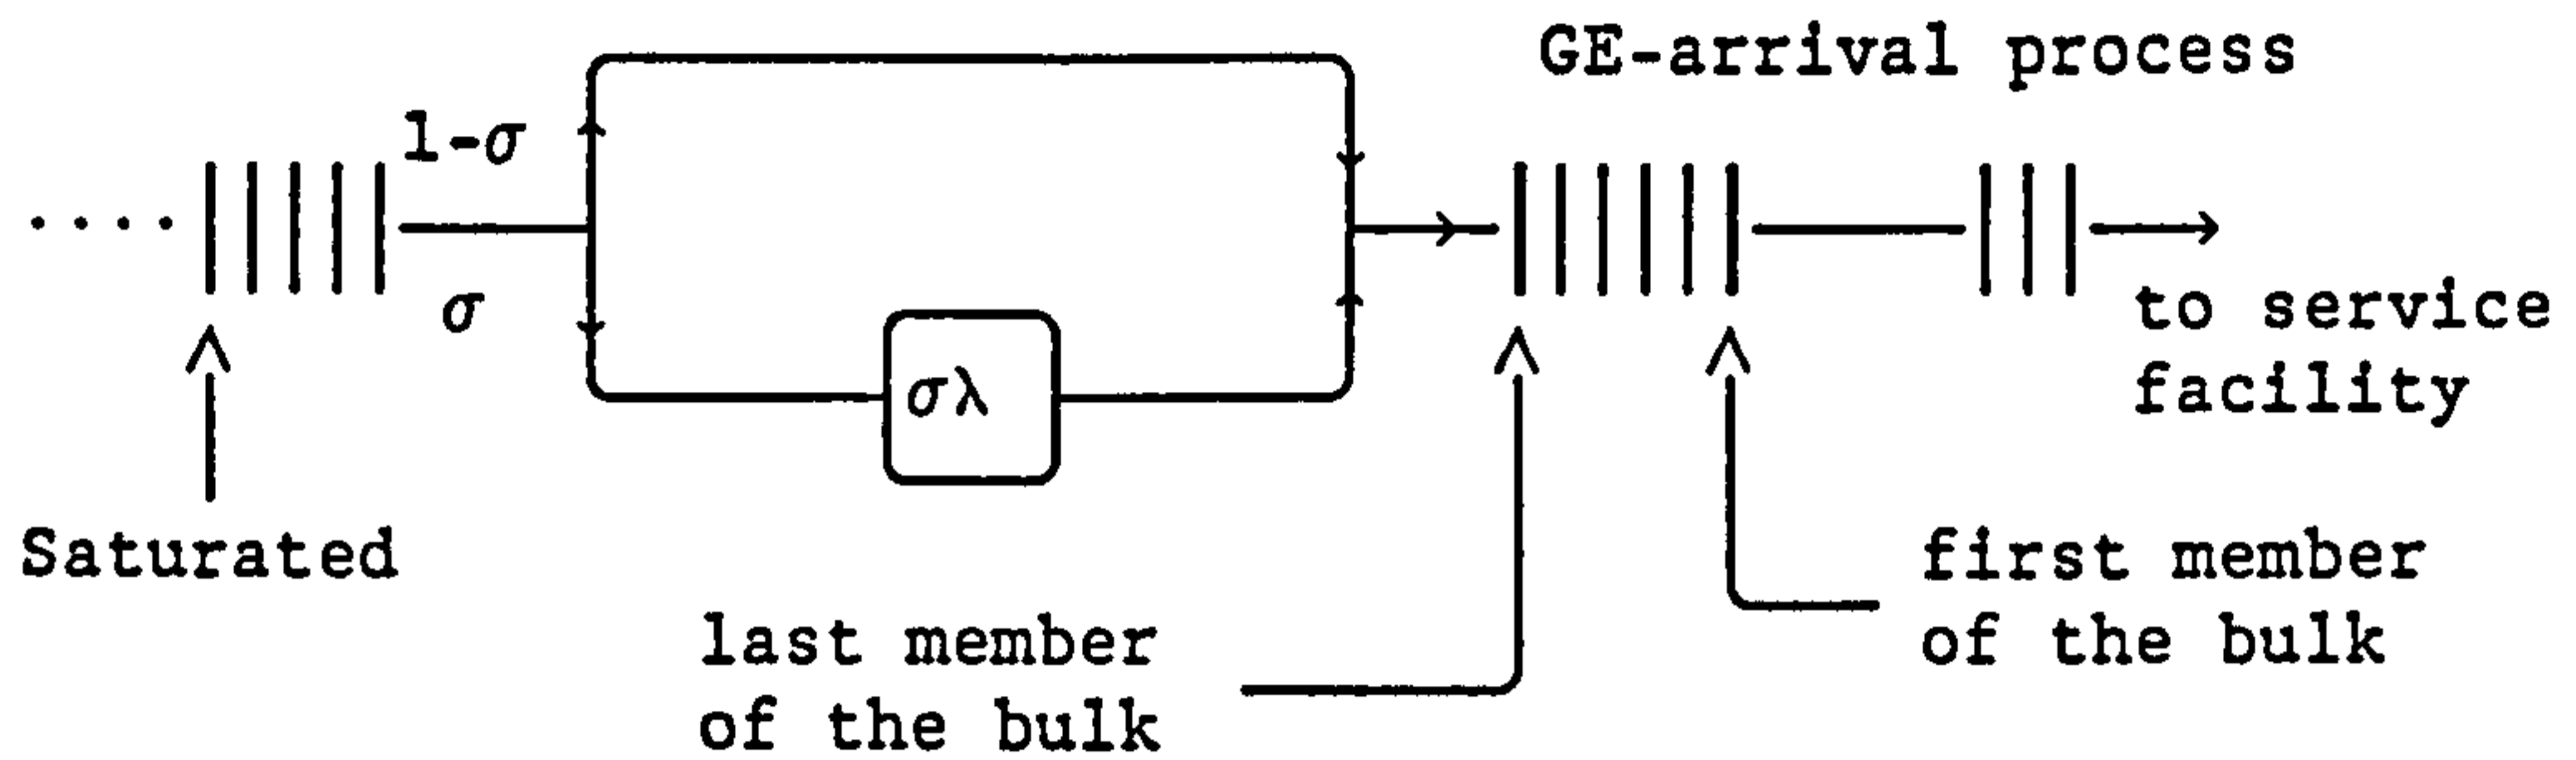 GE-arrival process
1-σ
σ
σλ
to service
facility
Saturated
last member
of the bulk
first member
of the bulk